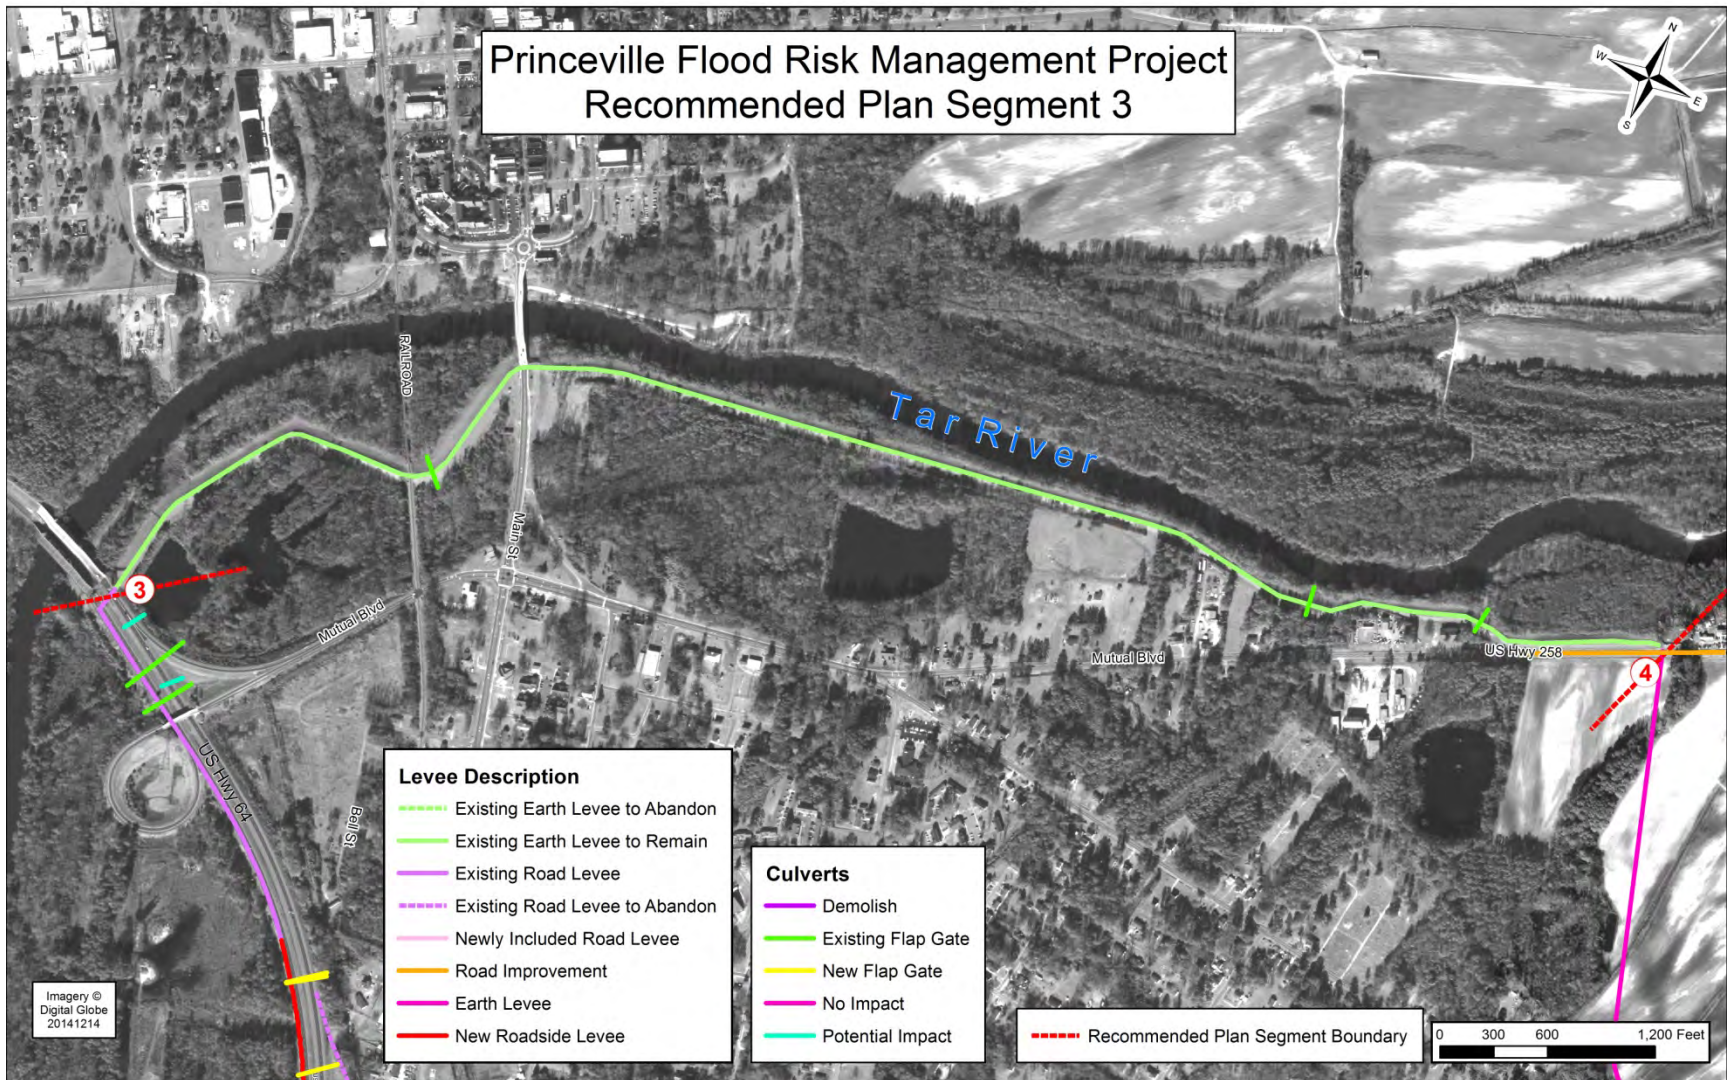 Princeville Flood Risk Management Project
Recommended Plan Segment 3
N
W
E
S
RAILROAD
Tar River
Main St
3
Mutual Blvd
Mutual Blvd
US Hwy 258
4
US Hwy 64
Bell St
Levee Description
Existing Earth Levee to Abandon
Existing Earth Levee to Remain
Existing Road Levee
Existing Road Levee to Abandon
Newly Included Road Levee
Road Improvement
Earth Levee
New Roadside Levee
Culverts
Demolish
Existing Flap Gate
New Flap Gate
No Impact
Potential Impact
Imagery ©
Digital Globe
20141214
Recommended Plan Segment Boundary
0 300 600 1,200 Feet